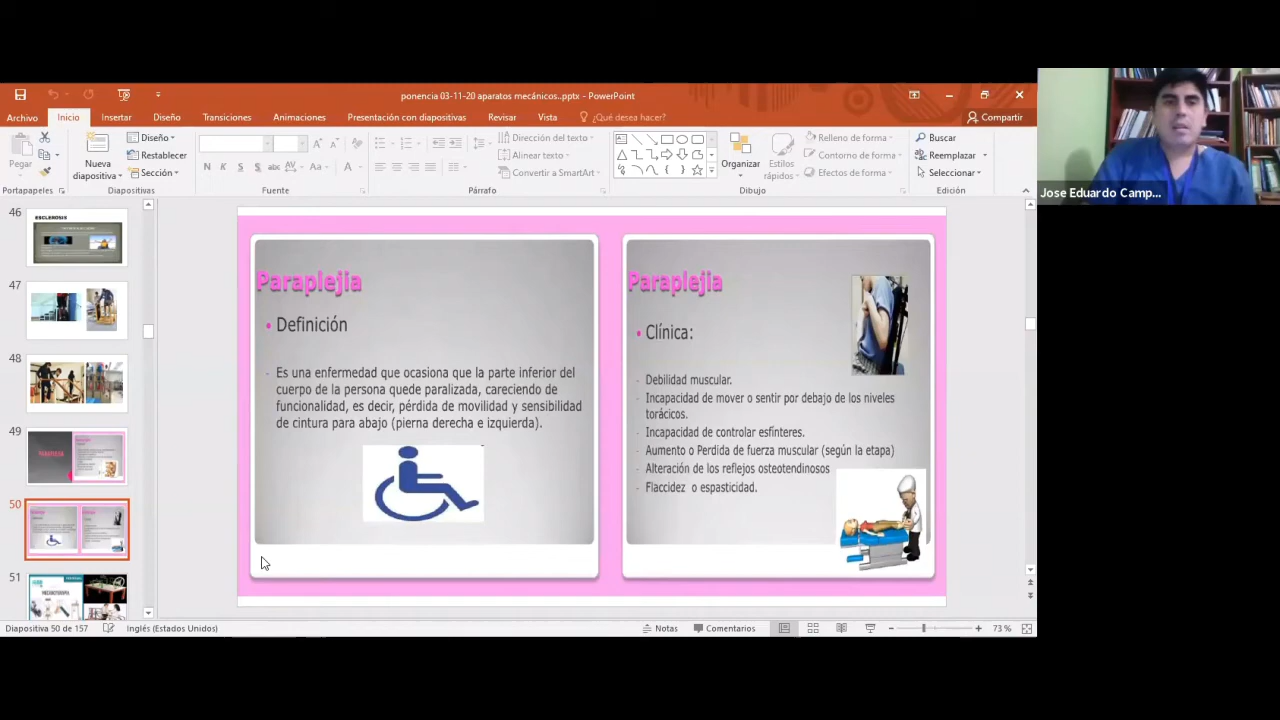 ponencia 03-11-20 aparatos mecánicos..pptx - PowerPoint
Archivo
Inicio
Insertar
Diseño
Transiciones
Animaciones
Presentación con diapositivas
Revisar
Vista
¿Qué desea hacer?
Compartir
Pegar
Nueva
diapositiva
Diseño
Restablecer
Sección
N K S S abc AV Aa A
Dirección del texto
Alinear texto
Convertir a SmartArt
Organizar
Estilos
rápidos
Relleno de forma
Contorno de forma
Efectos de forma
Buscar
Reemplazar
Seleccionar
Portapapeles
Diapositivas
Fuente
Párrafo
Dibujo
Edición
Jose Eduardo Camp...
46
ESCLEROSIS
47
48
49
50
51
Paraplejia
• Definición
- Es una enfermedad que ocasiona que la parte inferior del
cuerpo de la persona quede paralizada, careciendo de
funcionalidad, es decir, pérdida de movilidad y sensibilidad
de cintura para abajo (pierna derecha e izquierda).
Paraplejia
• Clínica:
- Debilidad muscular.
- Incapacidad de mover o sentir por debajo de los niveles
torácicos.
- Incapacidad de controlar esfínteres.
- Aumento o Perdida de fuerza muscular (según la etapa)
- Alteración de los reflejos osteotendinosos
- Flaccidez o espasticidad.
Diapositiva 50 de 157
Inglés (Estados Unidos)
Notas
Comentarios
73 %